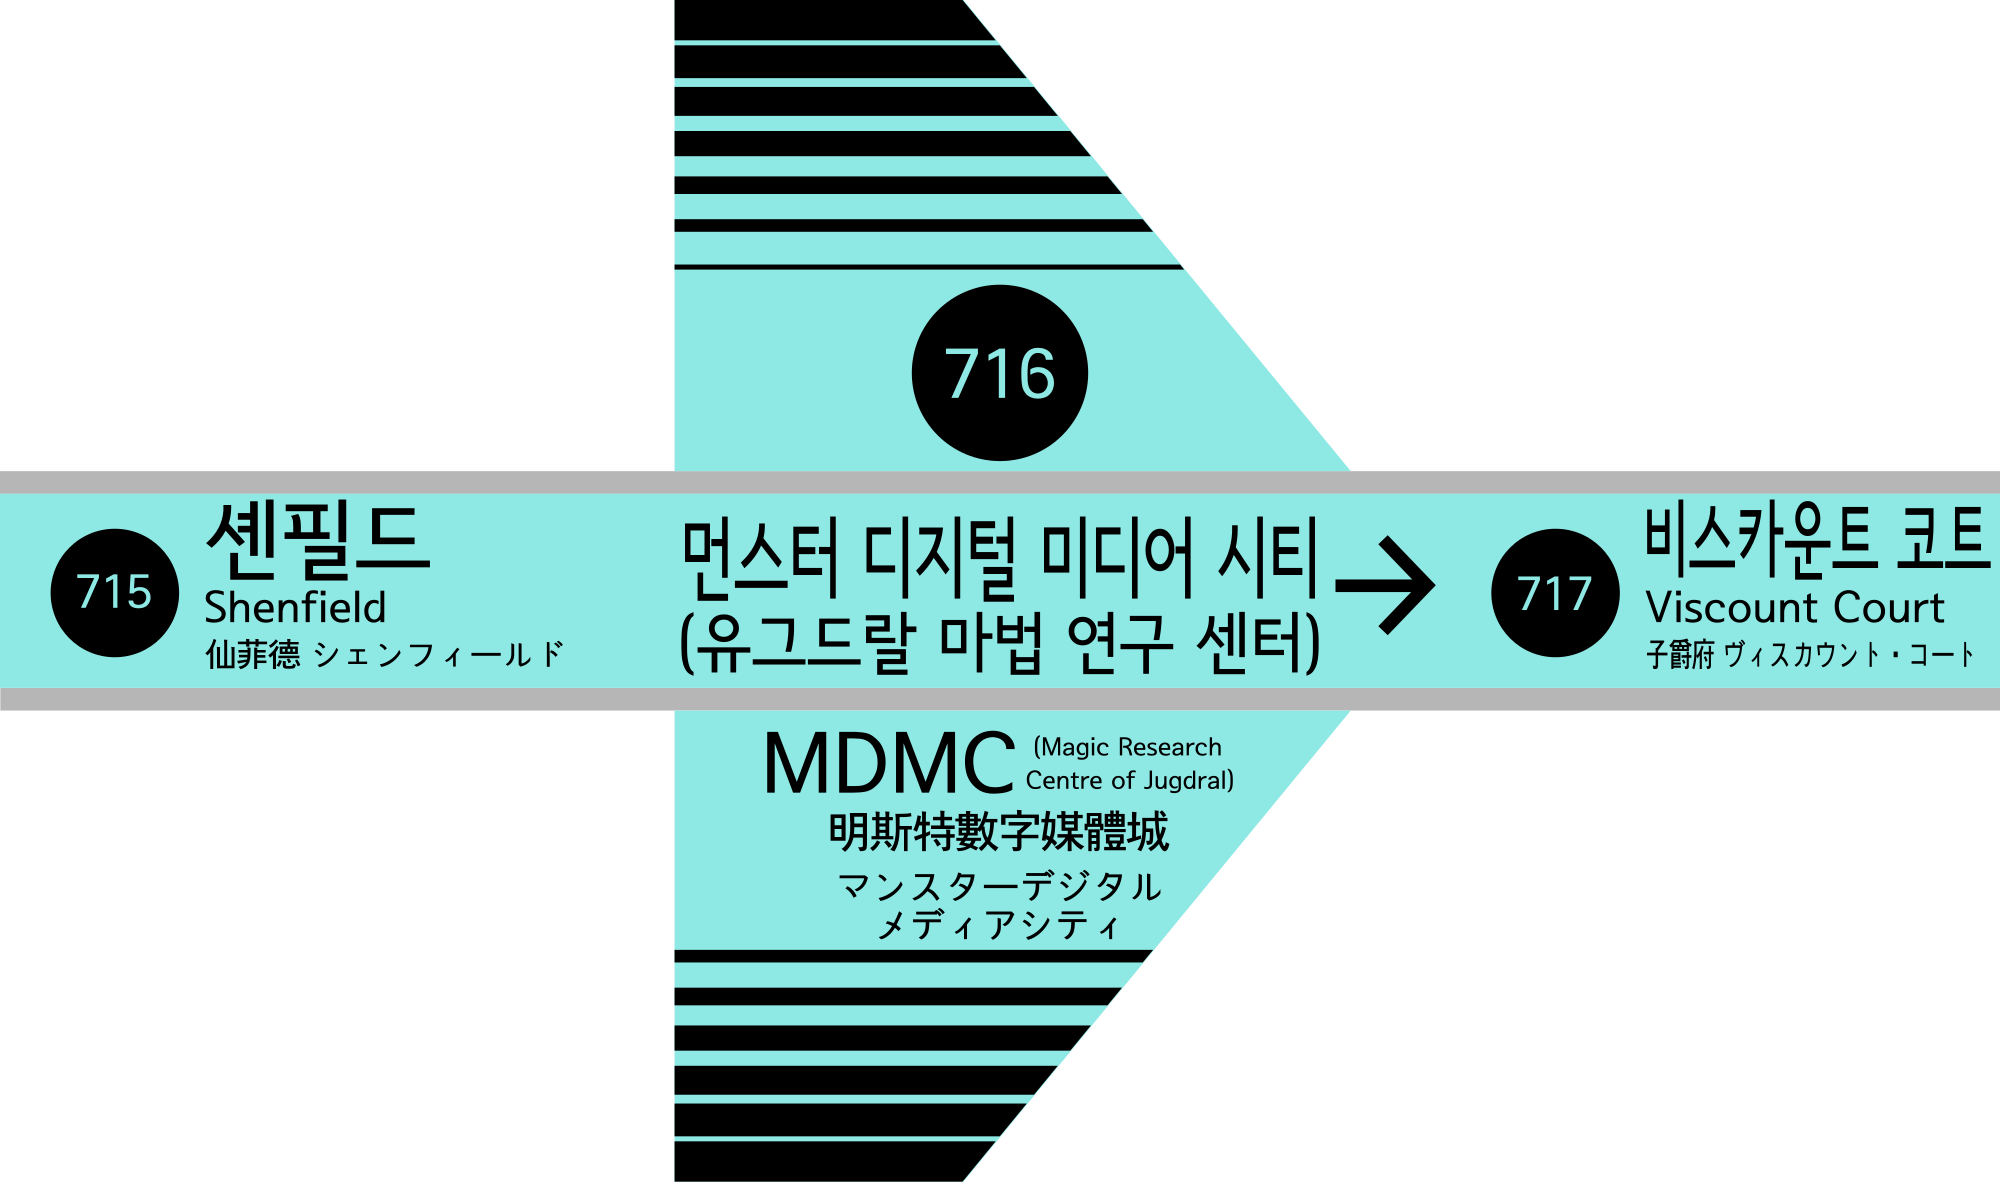 716
715
셴필드
Shenfield
仙菲德 シェンフィールド
먼스터 디지털 미디어 시티
(유그드랄 마법 연구 센터)
717
비스카운트 코트
Viscount Court
子爵府 ヴィスカウント・コート
MDMC (Magic Research
Centre of Jugdral)
明斯特數字媒體城
マンスターデジタル
メディアシティ